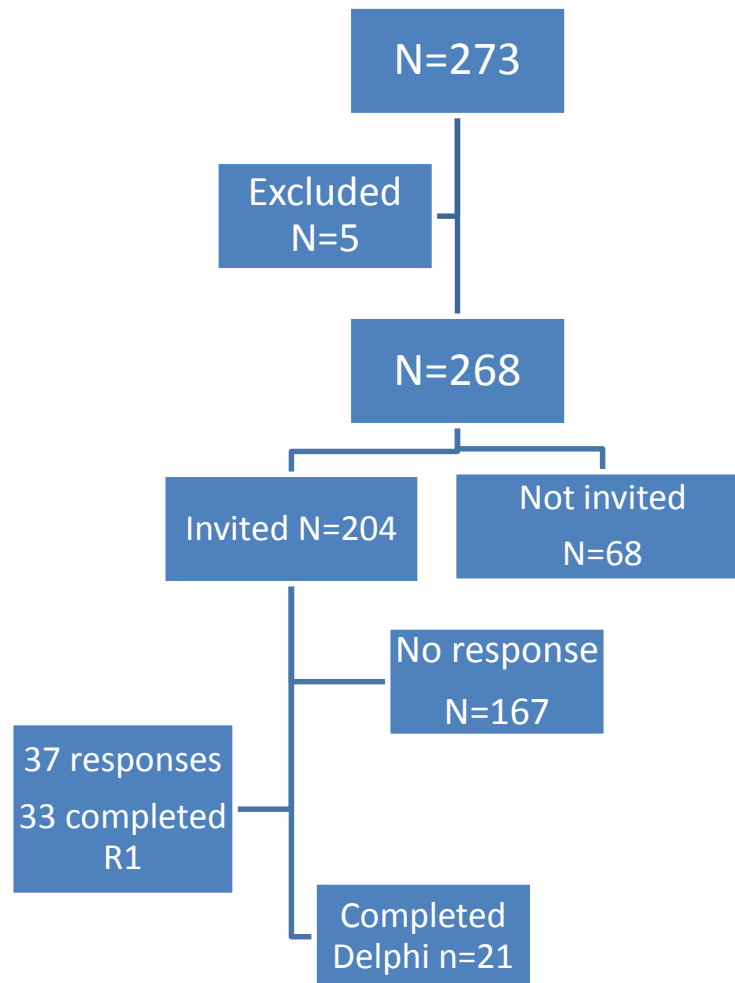 N=273
Excluded
N=5
N=268
Invited N=204
Not invited
N=68
No response
N=167
37 responses
33 completed
R1
Completed
Delphi n=21